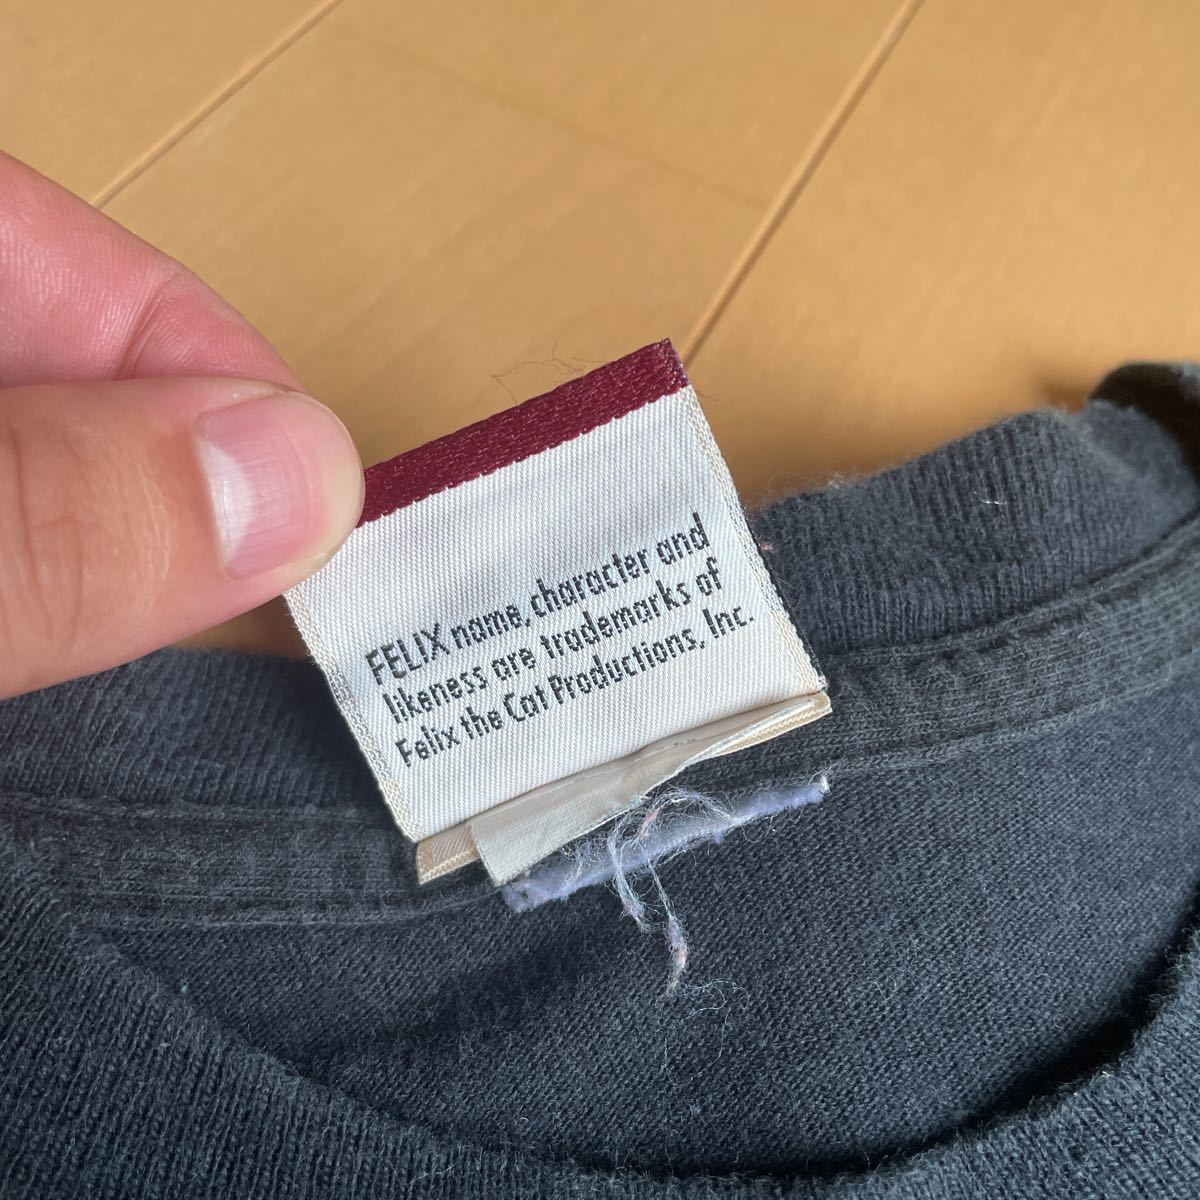 FELIX name, character and
likeness are trademarks of
Felix the Cat Productions, Inc.